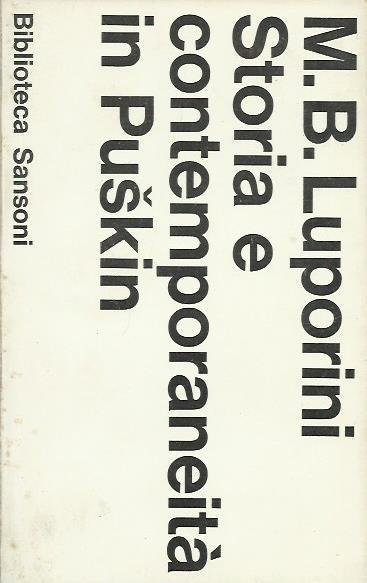 M. B. Luporini
Storia e
contemporaneità
in Puškin
Biblioteca Sansoni